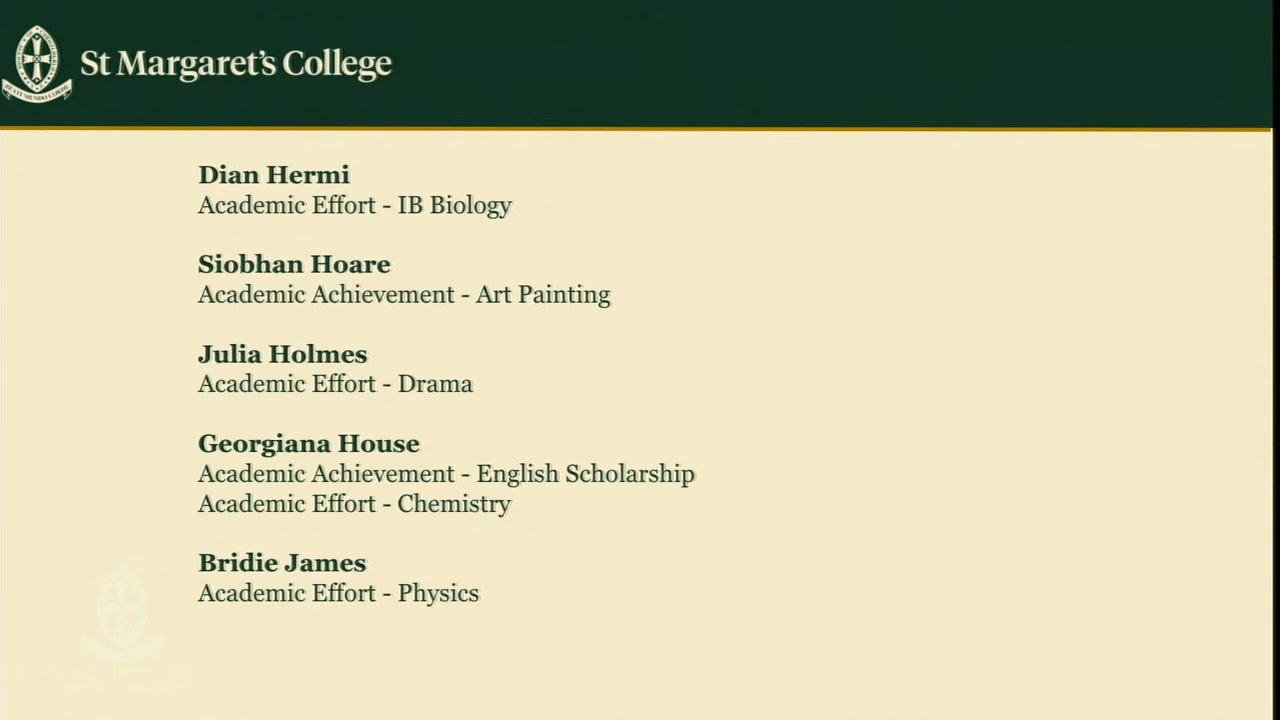 St Margaret's College
Dian Hermi
Academic Effort - IB Biology
Siobhan Hoare
Academic Achievement - Art Painting
Julia Holmes
Academic Effort - Drama
Georgiana House
Academic Achievement - English Scholarship
Academic Effort - Chemistry
Bridie James
Academic Effort - Physics